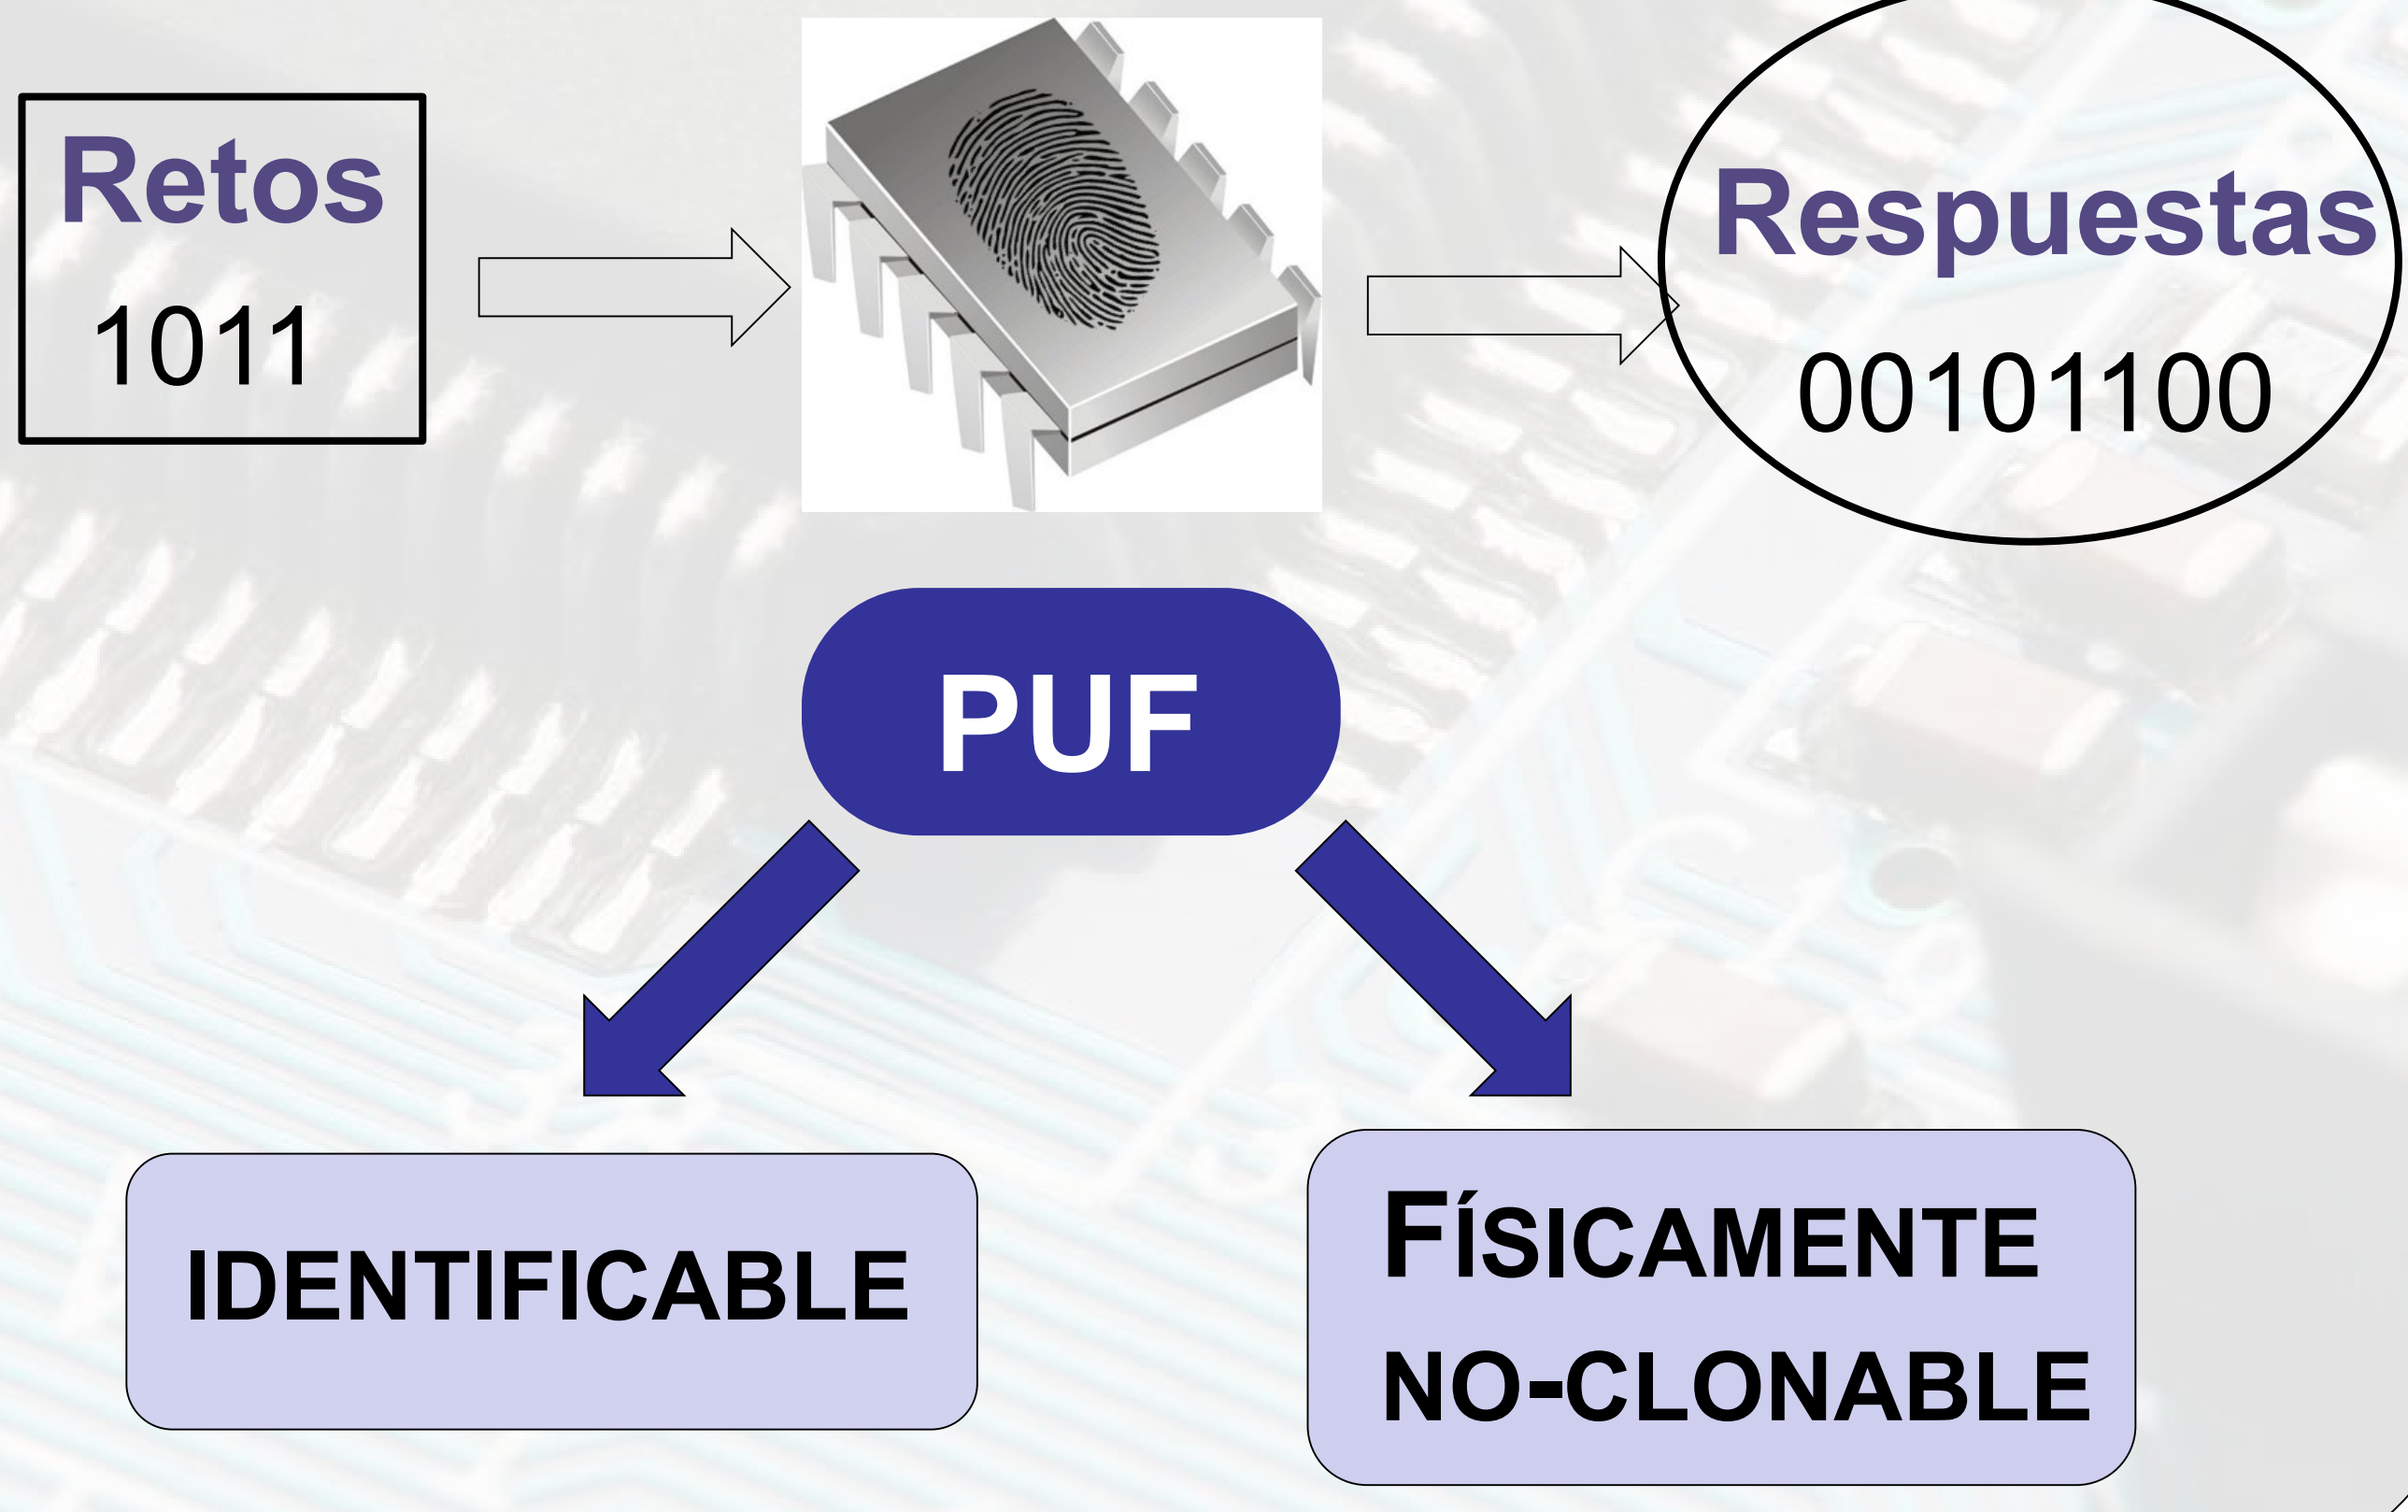 Retos
1011
Respuestas
00101100
PUF
IDENTIFICABLE
FÍSICAMENTE
NO-CLONABLE